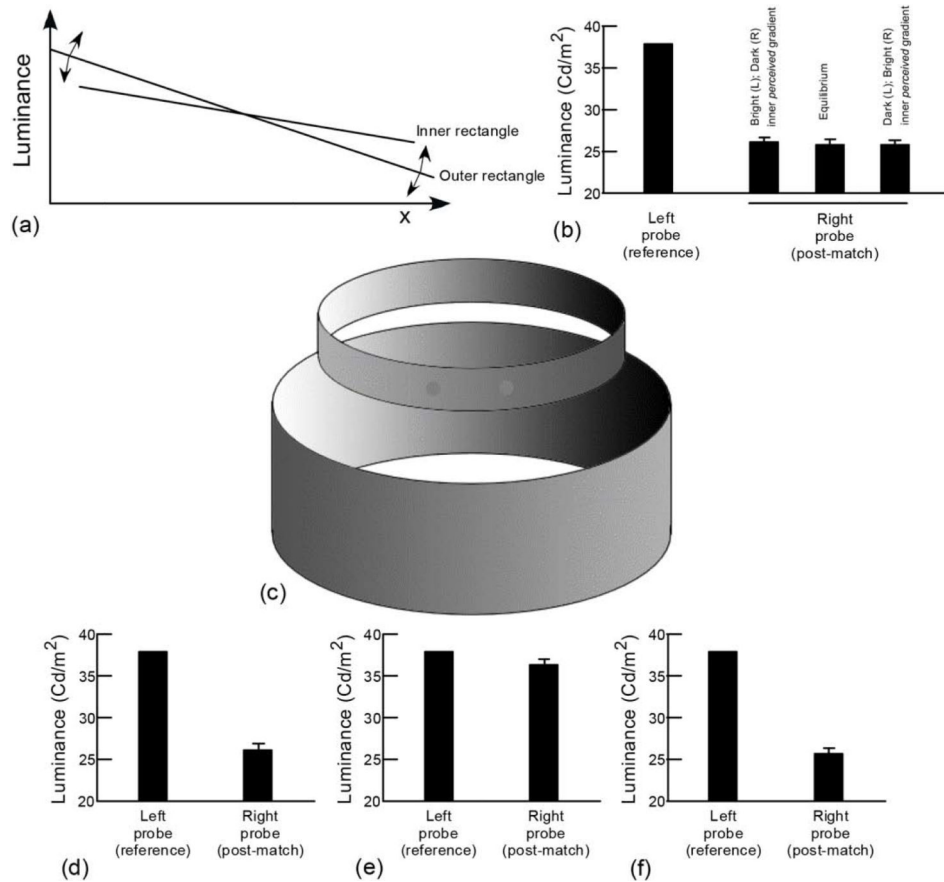 Luminance
Inner rectangle
Outer rectangle
x
(a)
Luminance (Cd/m²)
40
35
30
25
20
Bright (L); Dark (R)
inner perceived gradient
Equilibrium
Dark (L); Bright (R)
inner perceived gradient
Left
probe
(reference)
Right
probe
(post-match)
(b)
(c)
(d)
Luminance (Cd/m²)
40
35
30
25
20
Left
probe
(reference)
Right
probe
(post-match)
(e)
Luminance (Cd/m²)
40
35
30
25
20
Left
probe
(reference)
Right
probe
(post-match)
(f)
Luminance (Cd/m²)
40
35
30
25
20
Left
probe
(reference)
Right
probe
(post-match)